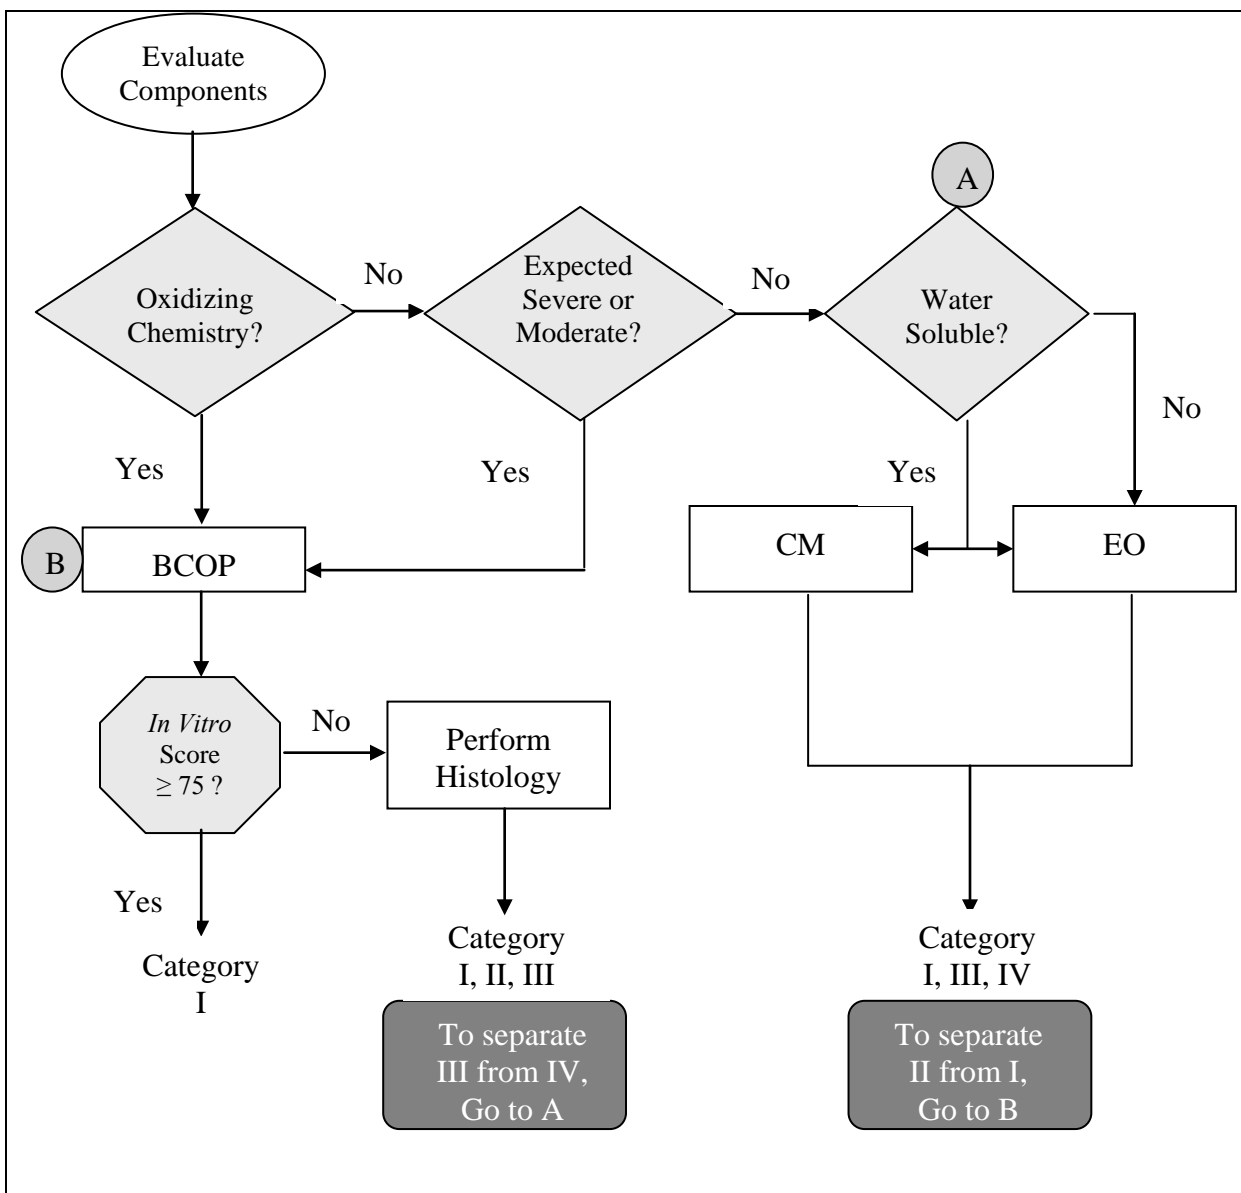 Evaluate
Components
A
Oxidizing
Chemistry?
No
Expected
Severe or
Moderate?
No
Water
Soluble?
No
Yes
Yes
Yes
B
BCOP
CM
EO
In Vitro
Score
≥ 75 ?
No
Perform
Histology
Yes
Category
I
Category
I, II, III
Category
I, III, IV
To separate
III from IV,
Go to A
To separate
II from I,
Go to B